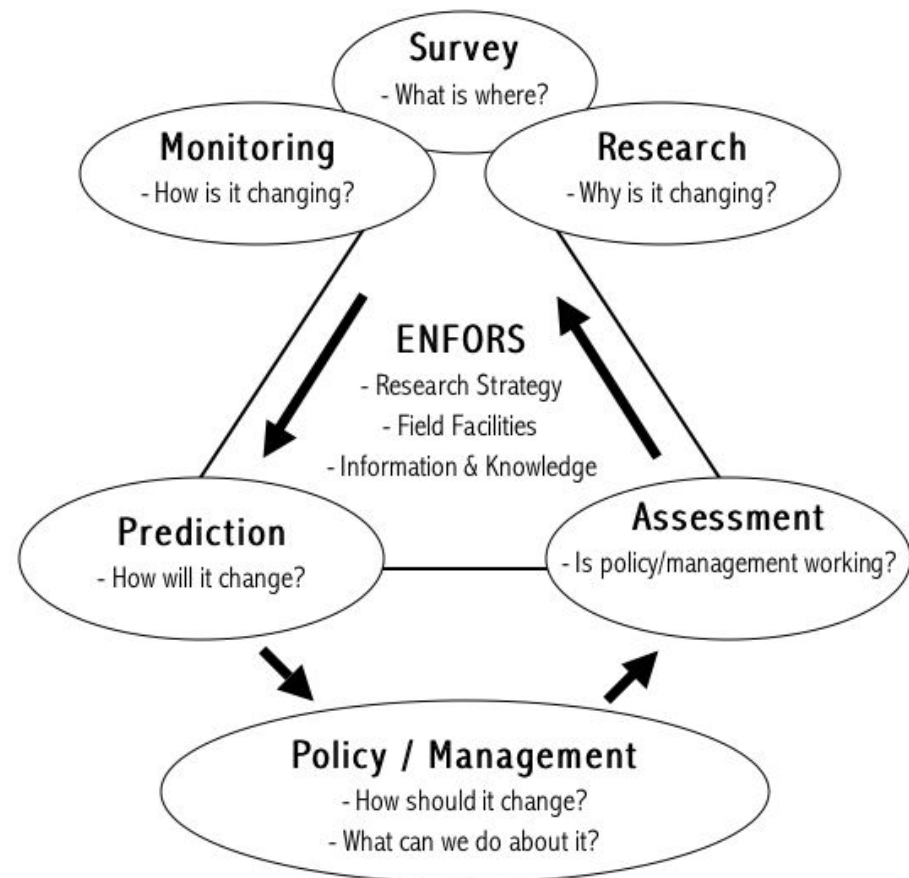 Survey
- What is where?
Monitoring
- How is it changing?
Research
- Why is it changing?
ENFORS
- Research Strategy
- Field Facilities
- Information & Knowledge
Prediction
- How will it change?
Assessment
- Is policy/management working?
Policy / Management
- How should it change?
- What can we do about it?